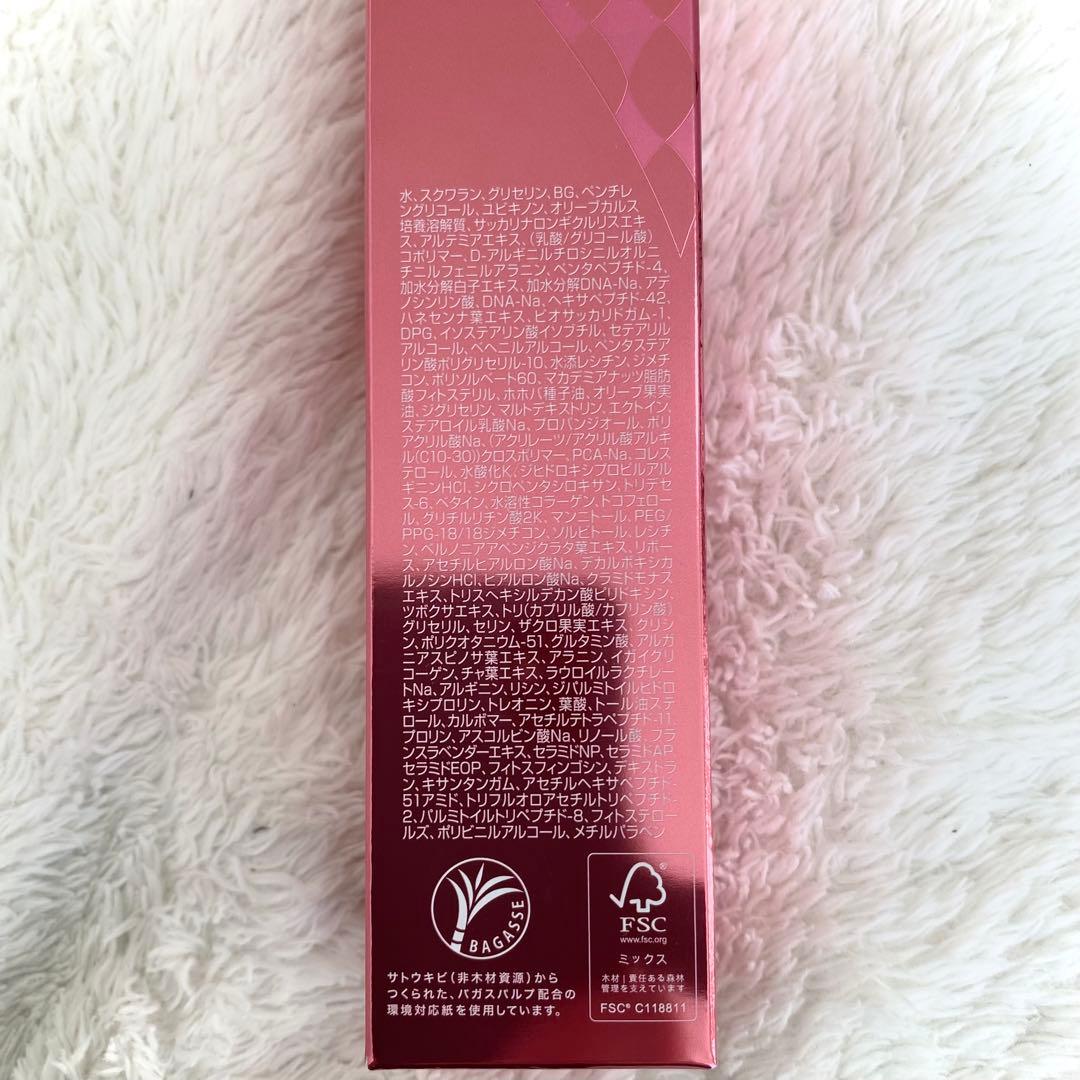 水、スクワラン、グリセリン、BG、ペンチレ
ングリコール、ユビキノン、オリーブカルス
培養溶解質、サッカリナロンギクルリスエキ
ス、アルテミアエキス、（乳酸/グリコール酸）
コポリマー、D-アルギニルチロシニルオルニ
チニルフェニルアラニン、ペンタペプチド-4、
加水分解白子エキス、加水分解DNA-Na、アデ
ノシンリン酸、DNA-Na、ヘキサペプチド-42、
ハネセンナ葉エキス、ビオサッカリドガム-1、
DPG、イソステアリン酸イソブチル、セテアリル
アルコール、ベヘニルアルコール、ペンタステア
リン酸ポリグリセリル-10、水添レシチン、ジメチ
コン、ポリソルベート60、マカデミアナッツ脂肪
酸フィトステリル、ホホバ種子油、オリーブ果実
油、ジグリセリン、マルトデキストリン、エクトイン、
ステアロイル乳酸Na、プロパンジオール、ポリ
アクリル酸Na、（アクリレーツ/アクリル酸アルキ
ル(C10-30)）クロスポリマー、PCA-Na、コレス
テロール、水酸化K、ジヒドロキシプロピルアル
ギニンHCl、シクロペンタシロキサン、トリデセ
ス-6、ベタイン、水溶性コラーゲン、トコフェロー
ル、グリチルリチン酸2K、マンニトール、PEG/
PPG-18/18ジメチコン、ソルビトール、レシチ
ン、ベルノニアアペンジクラタ葉エキス、リボー
ス、アセチルヒアルロン酸Na、デカルボキシカ
ルノシンHCl、ヒアルロン酸Na、クラミドモナス
エキス、トリスヘキシルデカン酸ピリドキシン、
ツボクサエキス、トリ（カプリル酸/カプリン酸）
グリセリル、セリン、ザクロ果実エキス、グリシ
ン、ポリクオタニウム-51、グルタミン酸、アルガ
ニアスピノサ葉エキス、アラニン、イガイグリ
コーゲン、チャ葉エキス、ラウロイルラクチレー
トNa、アルギニン、リシン、ジパルミトイルヒドロ
キシプロリン、トレオニン、葉酸、トール油ステ
ロール、カルボマー、アセチルテトラペプチド-11、
プロリン、アスコルビン酸Na、リノール酸、フラ
ンスラベンダーエキス、セラミドNP、セラミドAP、
セラミドEOP、フィトスフィンゴシン、デキストラ
ン、キサンタンガム、アセチルヘキサペプチド-
51アミド、トリフルオロアセチルトリペプチド-
2、パルミトイルトリペプチド-8、フィトステロー
ルズ、ポリビニルアルコール、メチルパラベン
BAGASSE
サトウキビ（非木材資源）から
つくられた、バガスパルプ配合の
環境対応紙を使用しています。
®
FSC
www.fsc.org
ミックス
木材｜責任ある森林
管理を支えています
FSC® C118811